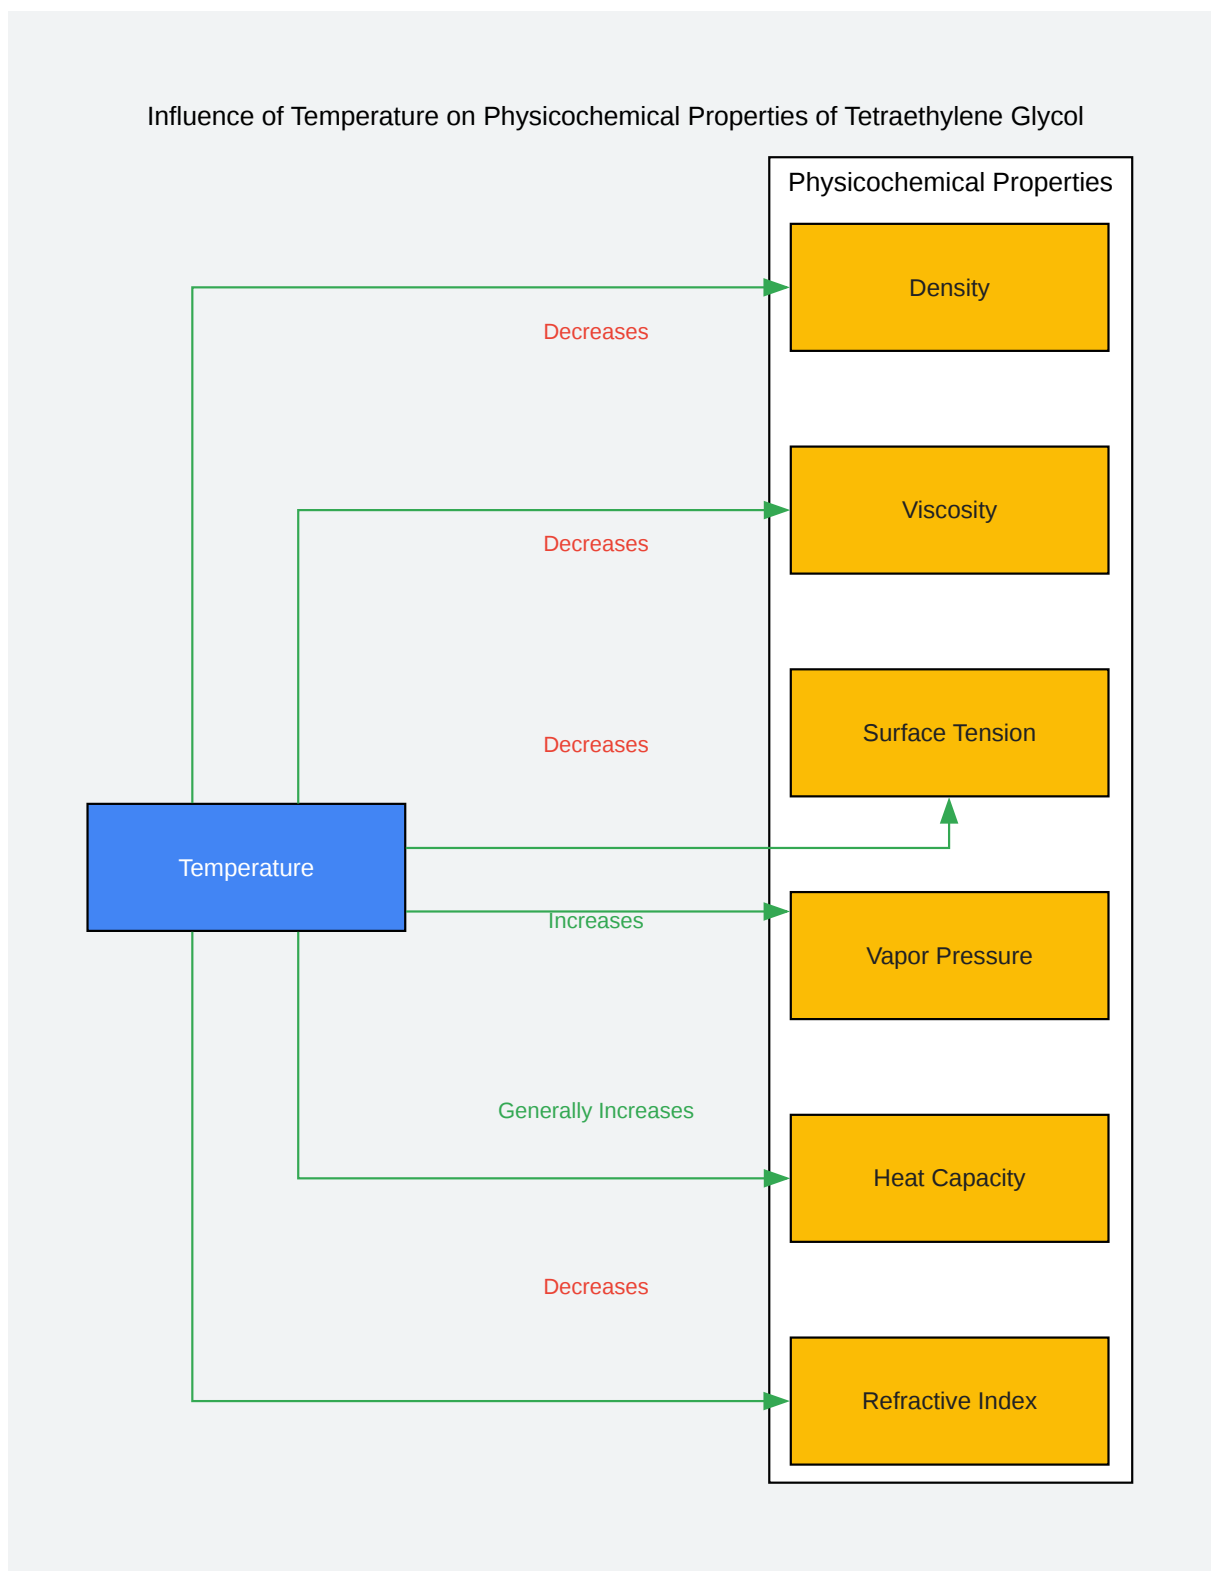 Influence of Temperature on Physicochemical Properties of Tetraethylene Glycol
Physicochemical Properties
Density
Decreases
Viscosity
Decreases
Surface Tension
Decreases
Temperature
Increases
Vapor Pressure
Generally Increases
Heat Capacity
Decreases
Refractive Index